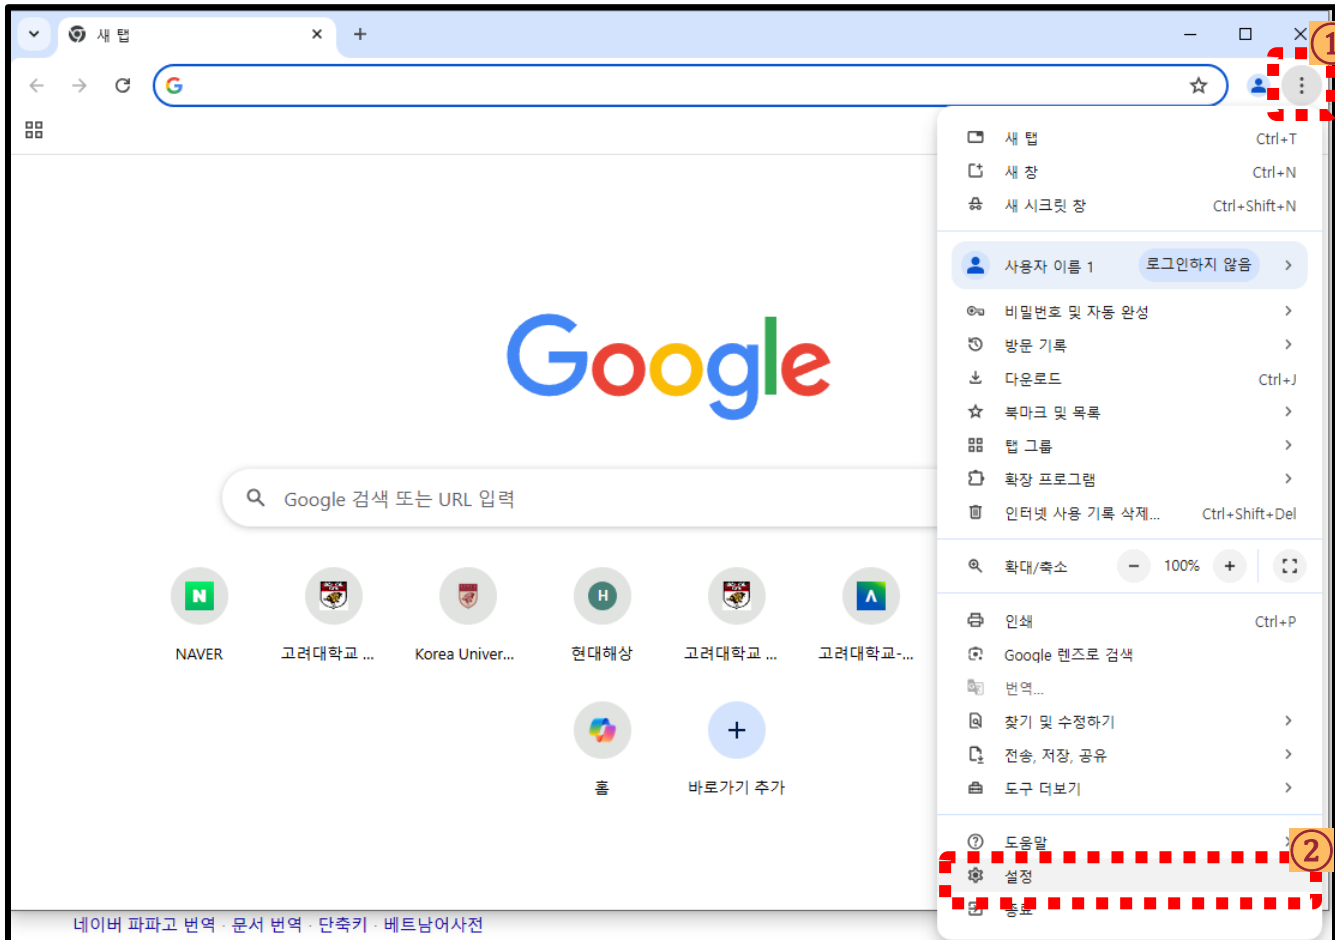 새 탭
①
G
새 탭 Ctrl+T
새 창 Ctrl+N
새 시크릿 창 Ctrl+Shift+N
사용자 이름 1 로그인하지 않음
비밀번호 및 자동 완성
방문 기록
다운로드 Ctrl+J
북마크 및 목록
탭 그룹
확장 프로그램
인터넷 사용 기록 삭제... Ctrl+Shift+Del
확대/축소 - 100% +
인쇄 Ctrl+P
Google 렌즈로 검색
번역...
찾기 및 수정하기
전송, 저장, 공유
도구 더보기
도움말
②
설정
종료
Google
Google 검색 또는 URL 입력
N
H
NAVER
고려대학교 ...
Korea Univer...
현대해상
고려대학교 ...
고려대학교-...
홈
바로가기 추가
네이버 파파고 번역 · 문서 번역 · 단축키 · 베트남어사전